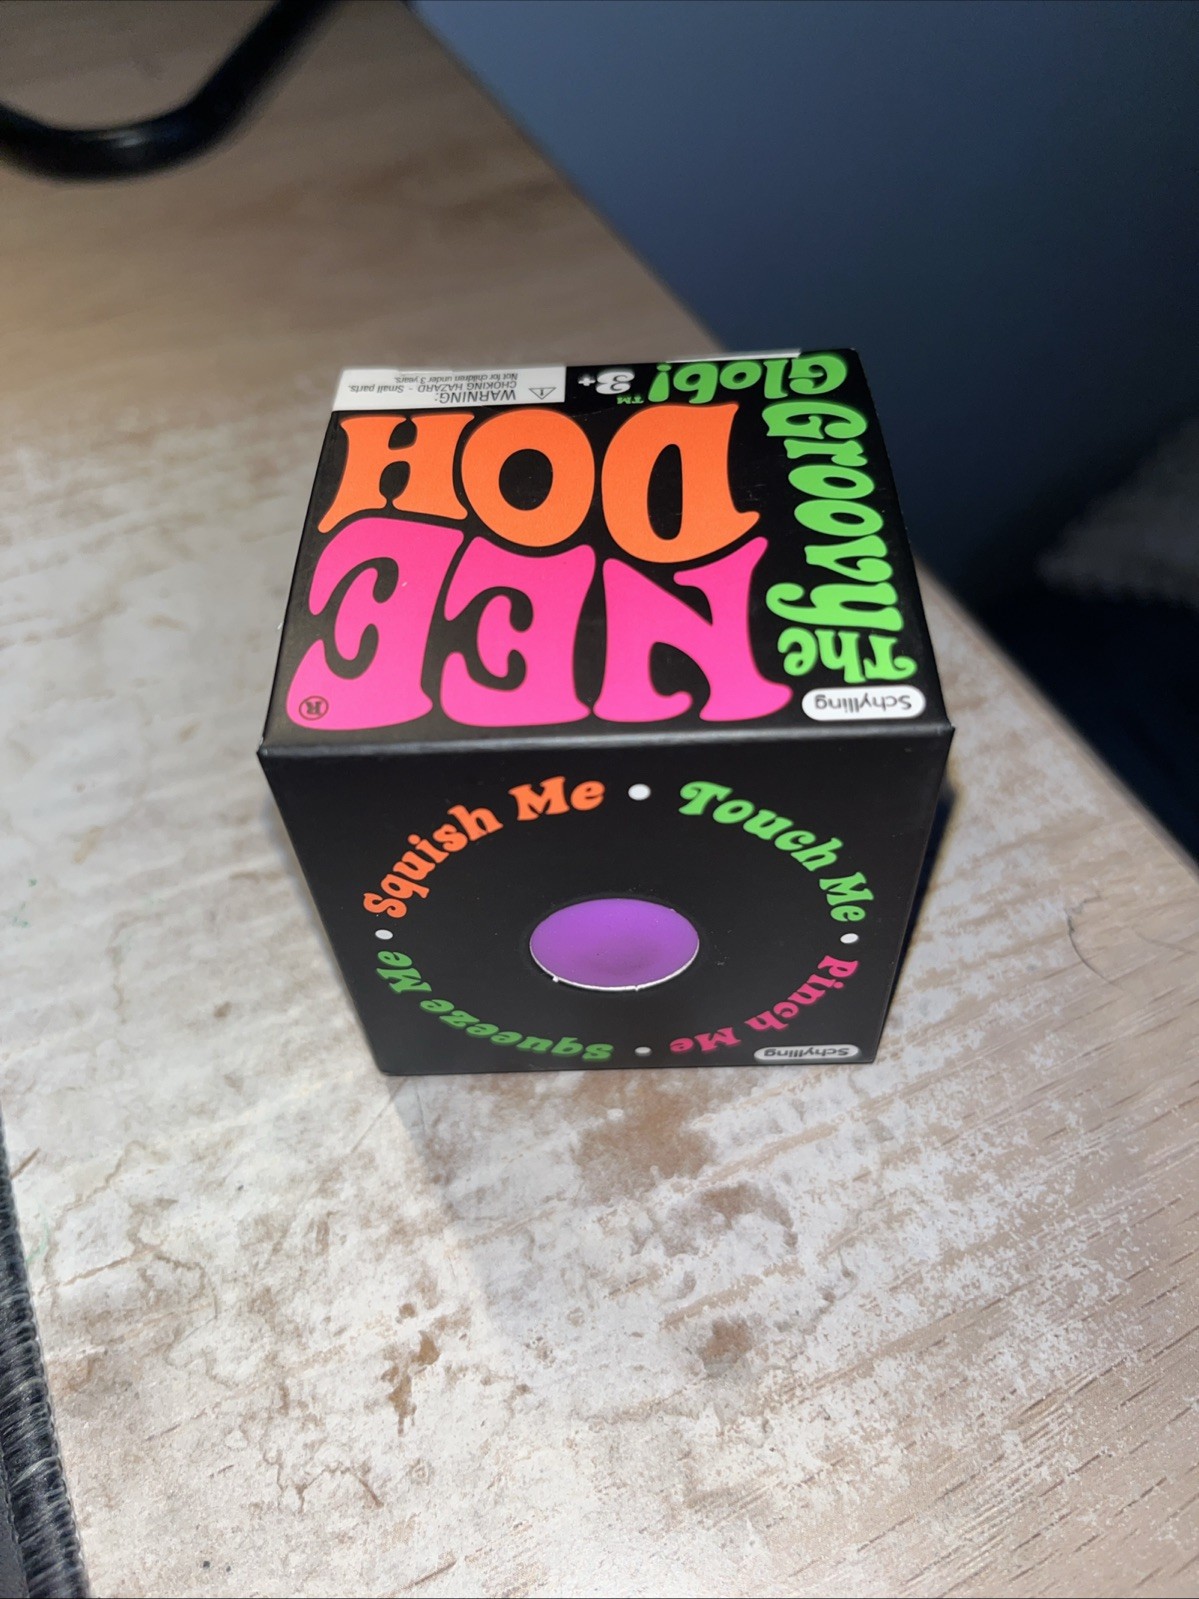 Schylling
The Groovy Glob!™
NEE®
DOH
3+
⚠ WARNING:
CHOKING HAZARD - Small parts.
Not for children under 3 years.
Squish Me • Touch Me • Pinch Me • Squeeze Me •
Schylling